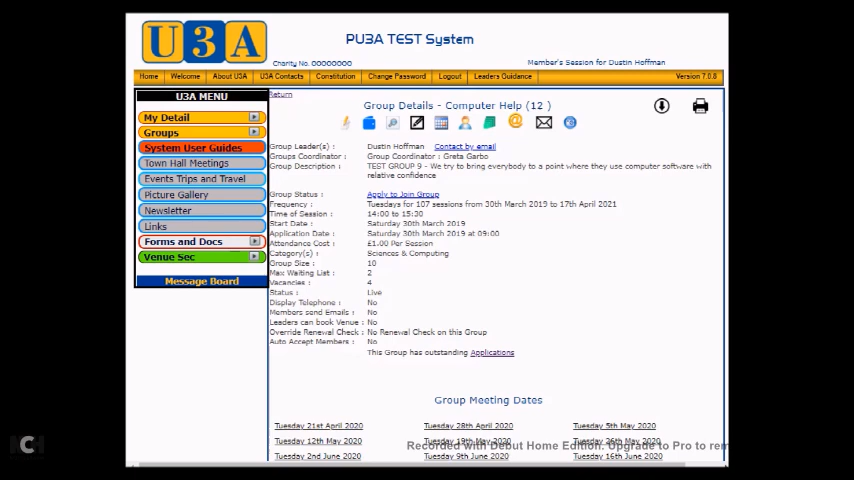 U3A
PU3A TEST System
Charity No. 00000000
Member's Session for Dustin Hoffman
Home Welcome About U3A U3A Contacts Constitution Change Password Logout Leaders Guidance Version 7.0.8
U3A MENU
My Detail
Groups
System User Guides
Town Hall Meetings
Events Trips and Travel
Picture Gallery
Newsletter
Links
Forms and Docs
Venue Sec
Message Board
Return
Group Details - Computer Help (12 )
Group Leader(s) : Dustin Hoffman Contact by email
Groups Coordinator : Group Coordinator : Greta Garbo
Group Description : TEST GROUP 9 - We try to bring everybody to a point where they use computer software with
relative confidence
Group Status : Apply to Join Group
Frequency : Tuesdays for 107 sessions from 30th March 2019 to 17th April 2021
Time of Session : 14:00 to 15:30
Start Date : Saturday 30th March 2019
Application Date : Saturday 30th March 2019 at 09:00
Attendance Cost : £1.00 Per Session
Category(s) : Sciences & Computing
Group Size : 10
Max Waiting List : 2
Vacancies : 4
Status : Live
Display Telephone : No
Members send Emails : No
Leaders can book Venue : No
Override Renewal Check : No Renewal Check on this Group
Auto Accept Members : No
This Group has outstanding Applications
Group Meeting Dates
Tuesday 21st April 2020 Tuesday 28th April 2020 Tuesday 5th May 2020
Tuesday 12th May 2020 Tuesday 19th May 2020 Tuesday 26th May 2020
Recorded with Debut Home Edition. Upgrade to Pro to rem
Tuesday 2nd June 2020 Tuesday 9th June 2020 Tuesday 16th June 2020